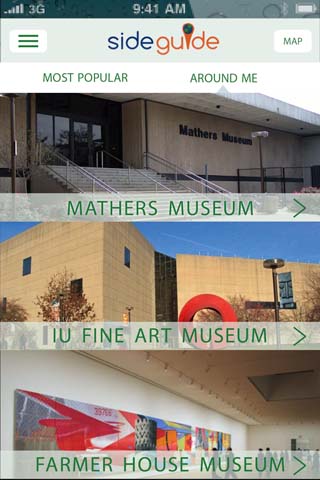 3G 9:41 AM
sideguide
MAP
MOST POPULAR
AROUND ME
Mathers Museum
MATHERS MUSEUM
IU FINE ART MUSEUM
39766
FARMER HOUSE MUSEUM